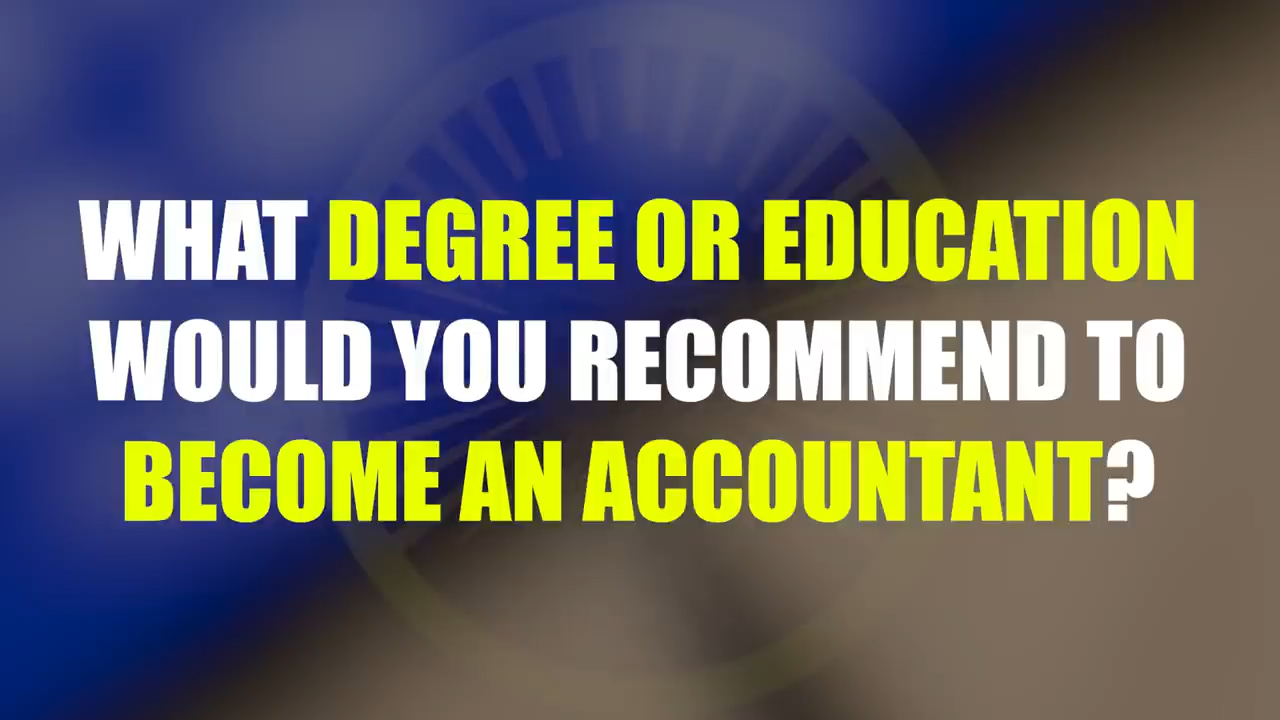 WHAT DEGREE OR EDUCATION
WOULD YOU RECOMMEND TO
BECOME AN ACCOUNTANT?